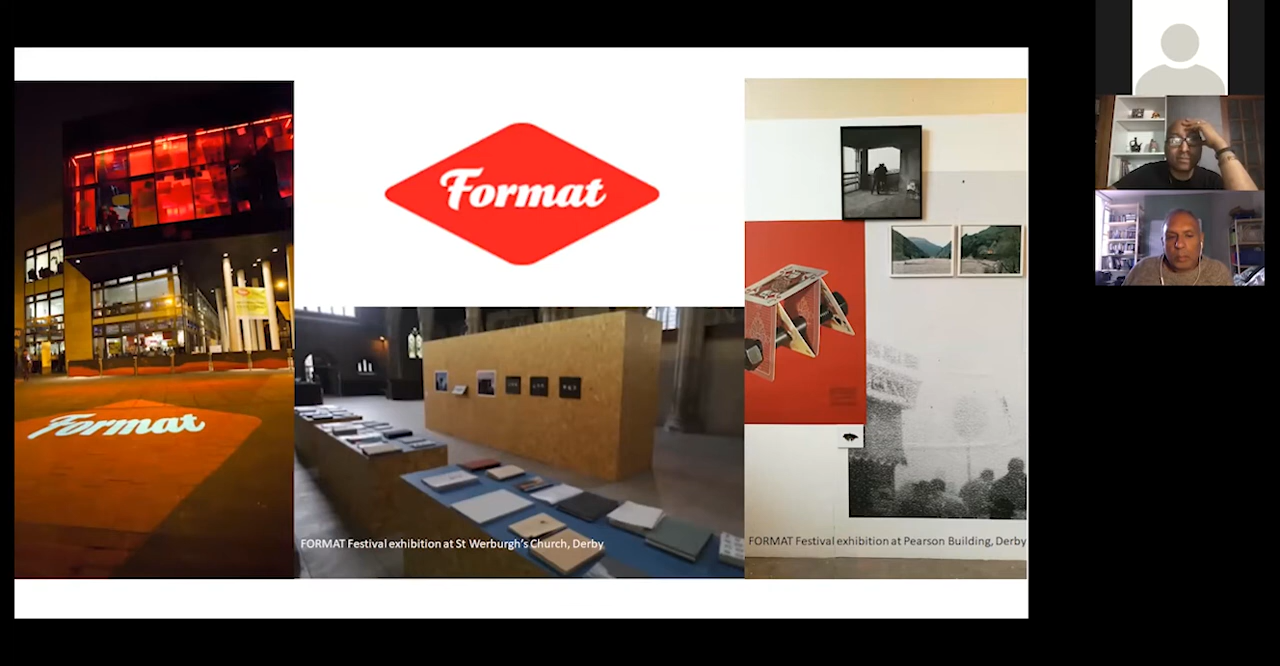 Format
Format
FORMAT Festival exhibition at St Werburgh's Church, Derby
FORMAT Festival exhibition at Pearson Building, Derby